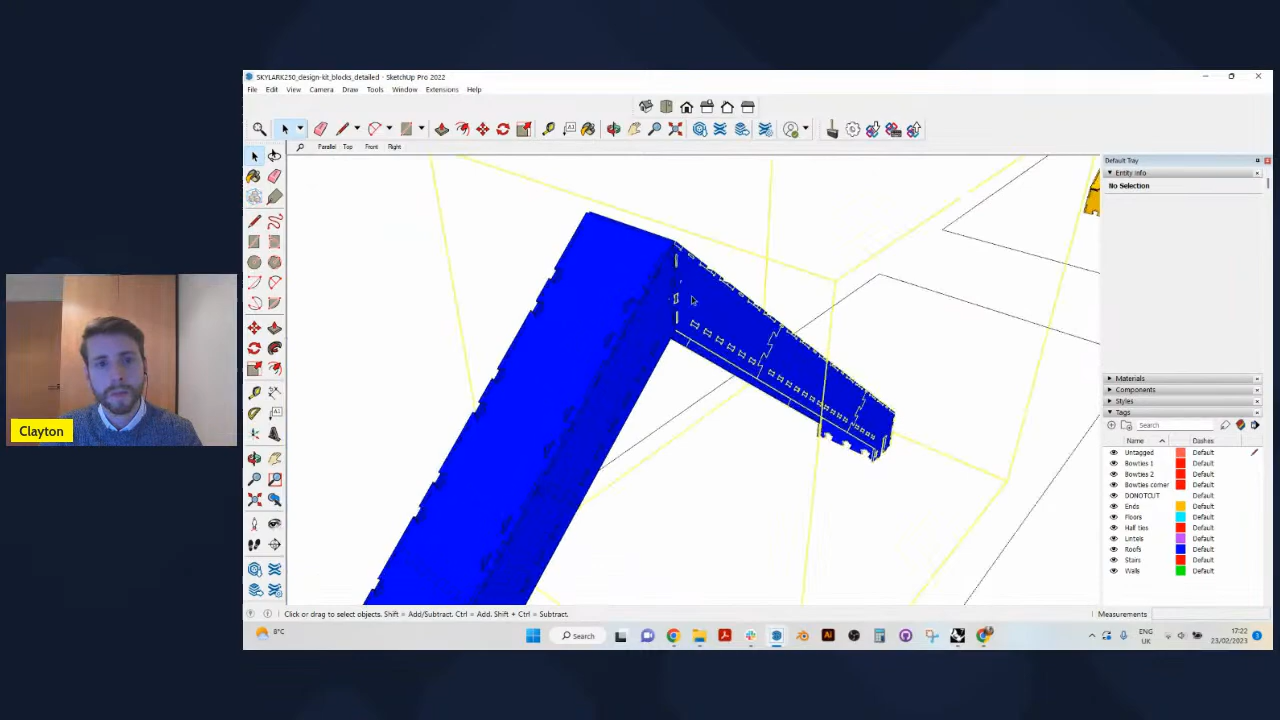 SKYLARK250_design-kit_blocks_detailed - SketchUp Pro 2022
File Edit View Camera Draw Tools Window Extensions Help
Parallel Top Front Right
Default Tray
Entity Info
No Selection
Materials
Components
Styles
Tags
Search
Name Dashes
Untagged Default
Bowties 1 Default
Bowties 2 Default
Bowties corner Default
DONOTCUT Default
Ends Default
Floors Default
Half ties Default
Lintels Default
Roofs Default
Stairs Default
Walls Default
Clayton
Click or drag to select objects. Shift = Add/Subtract. Ctrl = Add. Shift + Ctrl = Subtract.
Measurements
8°C
Search
ENG
UK
17:22
23/02/2023
3